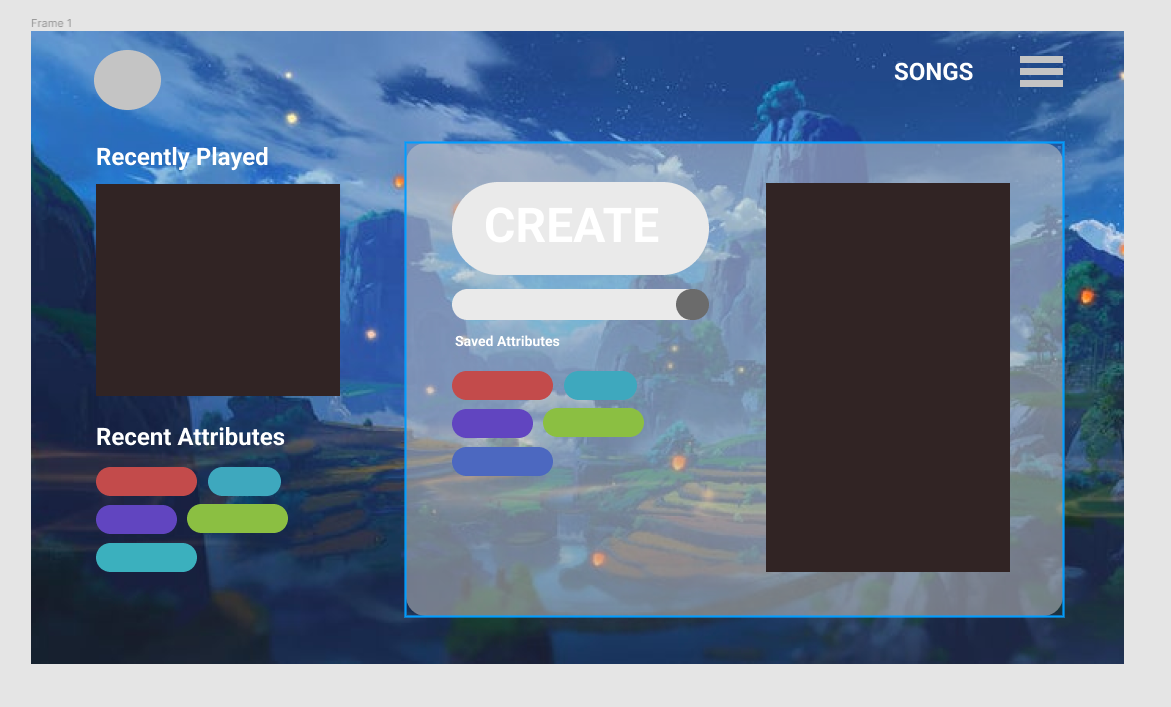 Frame 1
SONGS
Recently Played
CREATE
Saved Attributes
Recent Attributes